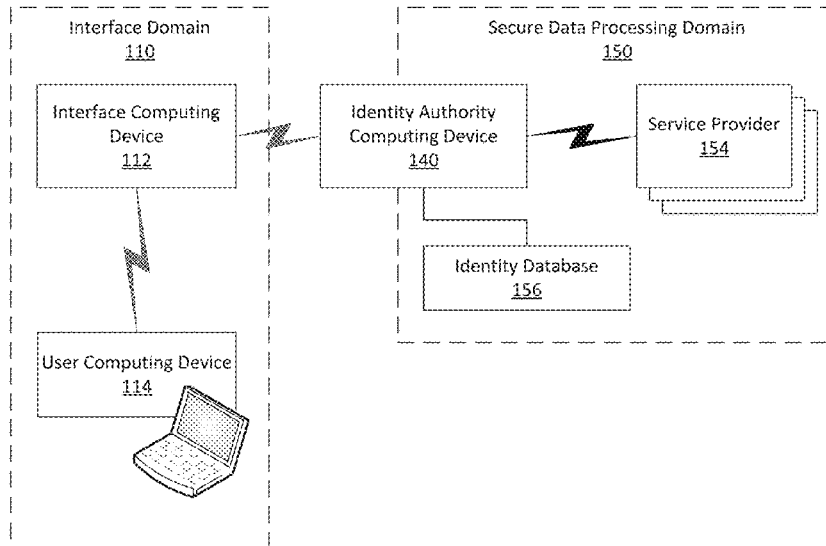 Interface Domain
110
Interface Computing
Device
112
User Computing Device
114
Identity Authority
Computing Device
140
Secure Data Processing Domain
150
Service Provider
154
Identity Database
156